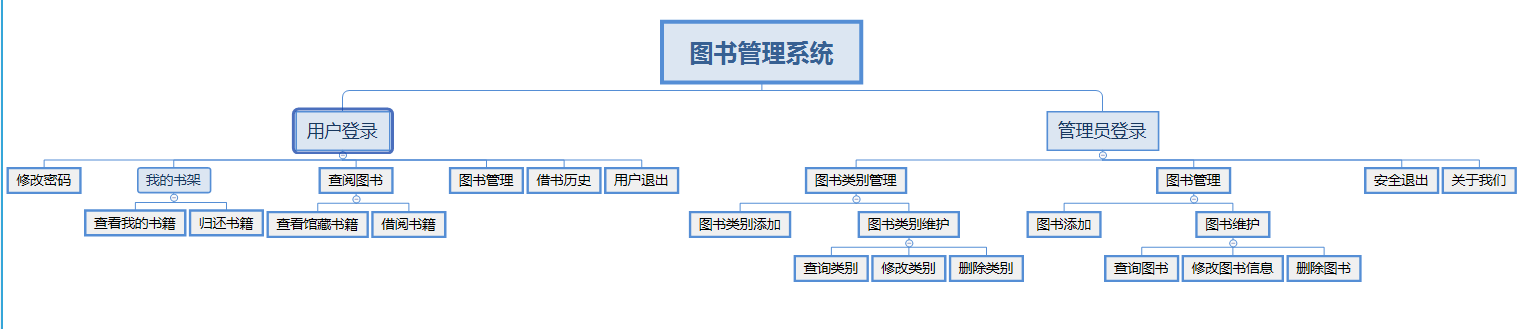 图书管理系统
用户登录
管理员登录
修改密码
我的书架
查阅图书
图书管理
借书历史
用户退出
图书类别管理
图书管理
安全退出
关于我们
查看我的书籍
归还书籍
查看馆藏书籍
借阅书籍
图书类别添加
图书类别维护
图书添加
图书维护
查询类别
修改类别
删除类别
查询图书
修改图书信息
删除图书